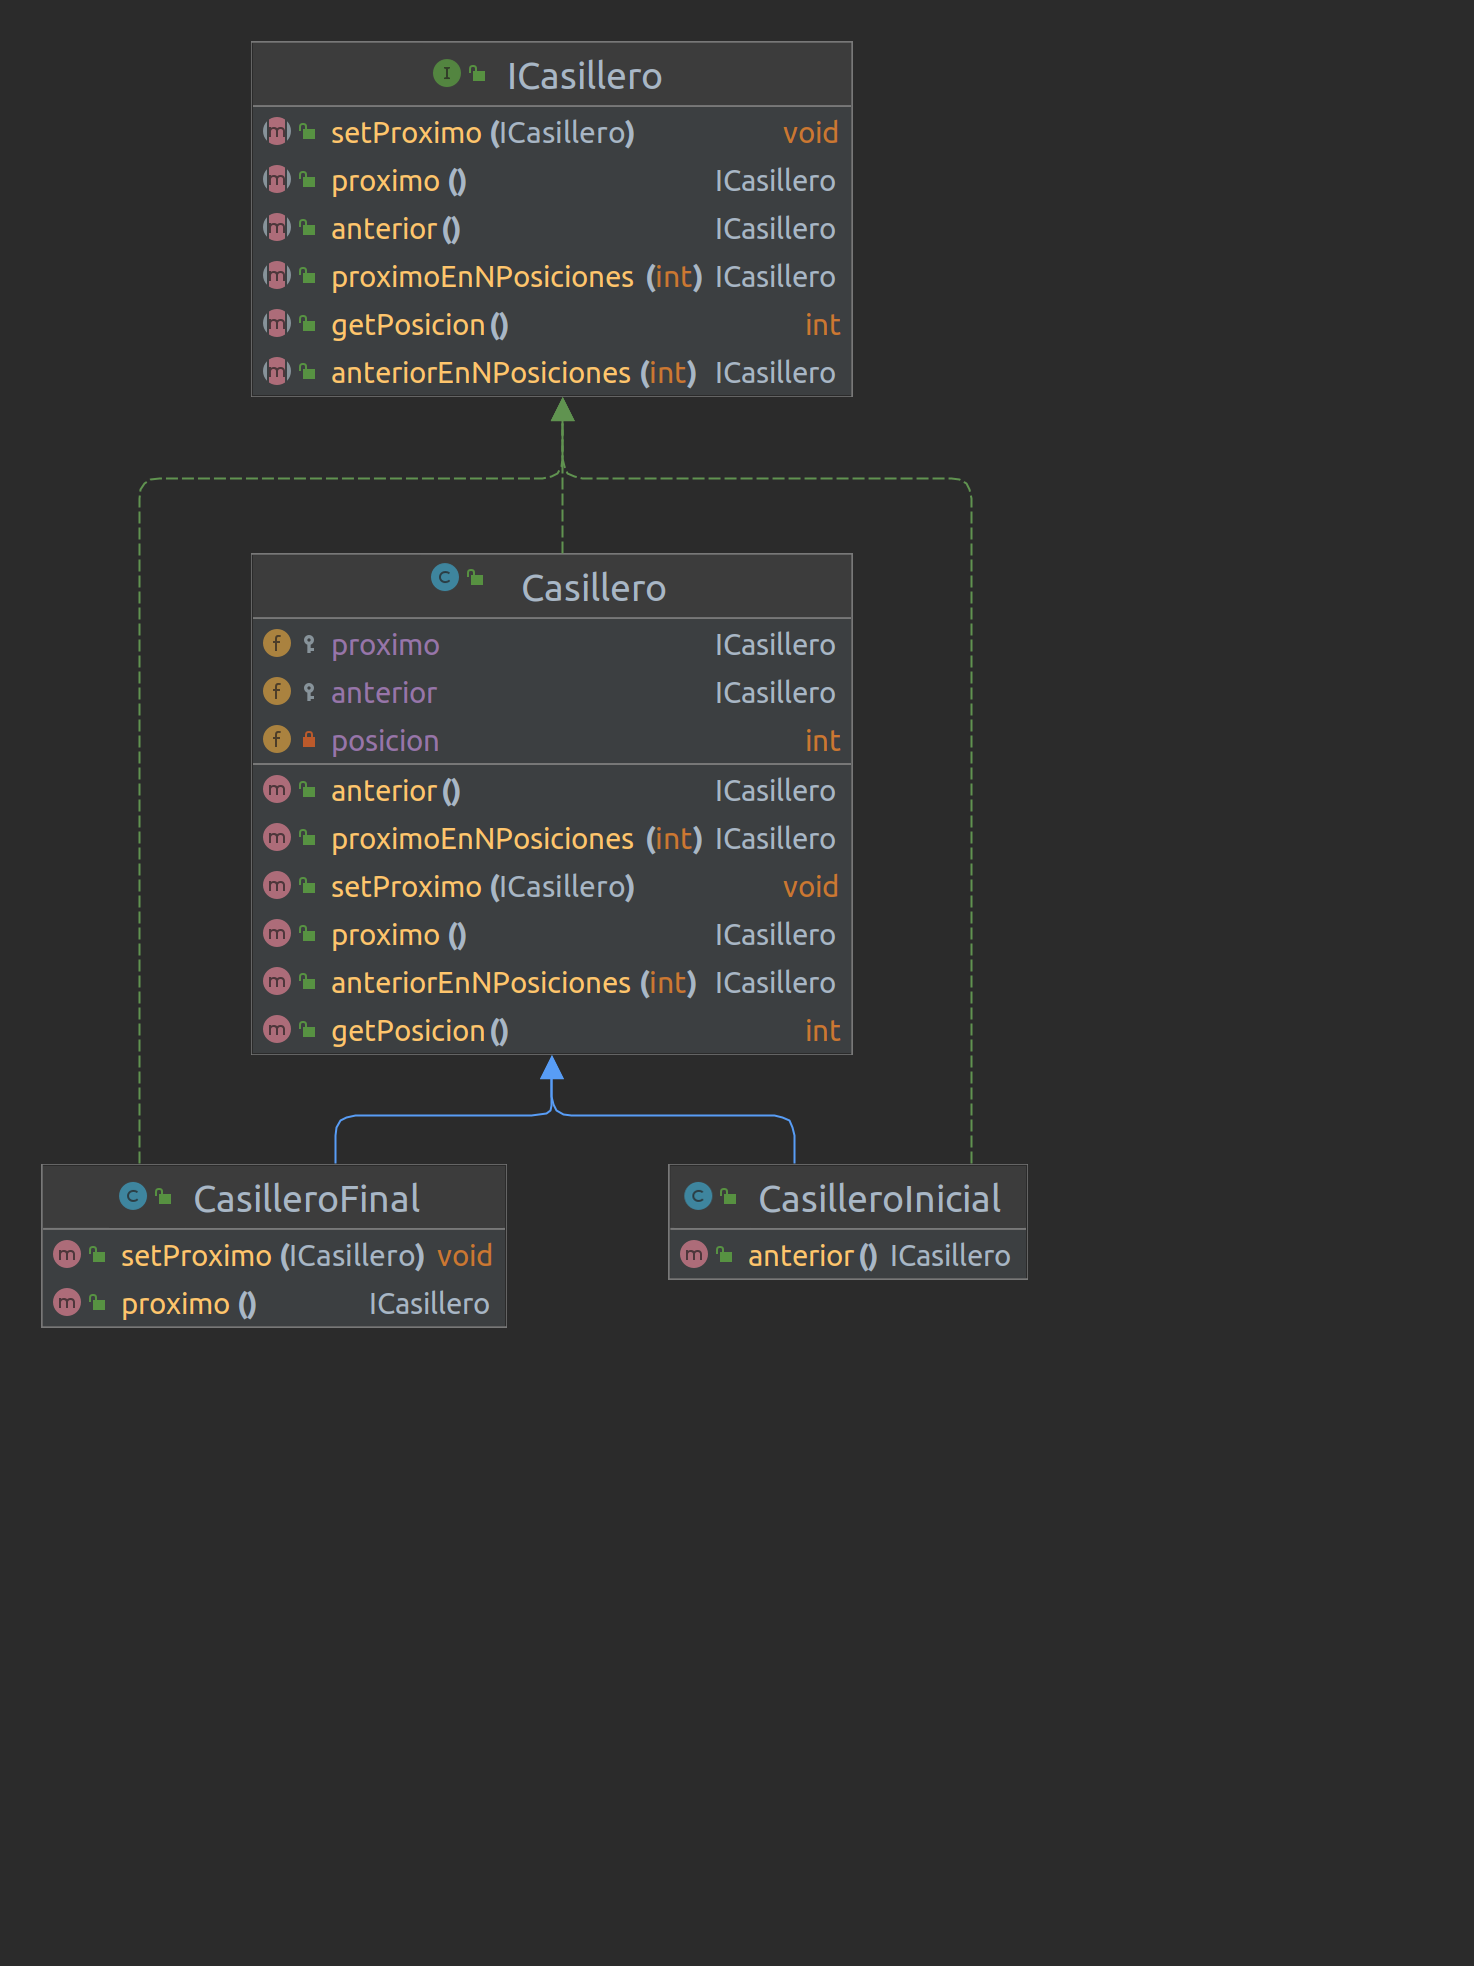 ICasillero
setProximo (ICasillero) void
proximo () ICasillero
anterior () ICasillero
proximoEnNPosiciones (int) ICasillero
getPosicion () int
anteriorEnNPosiciones (int) ICasillero
Casillero
proximo ICasillero
anterior ICasillero
posicion int
anterior () ICasillero
proximoEnNPosiciones (int) ICasillero
setProximo (ICasillero) void
proximo () ICasillero
anteriorEnNPosiciones (int) ICasillero
getPosicion () int
CasilleroFinal
setProximo (ICasillero) void
proximo () ICasillero
CasilleroInicial
anterior () ICasillero